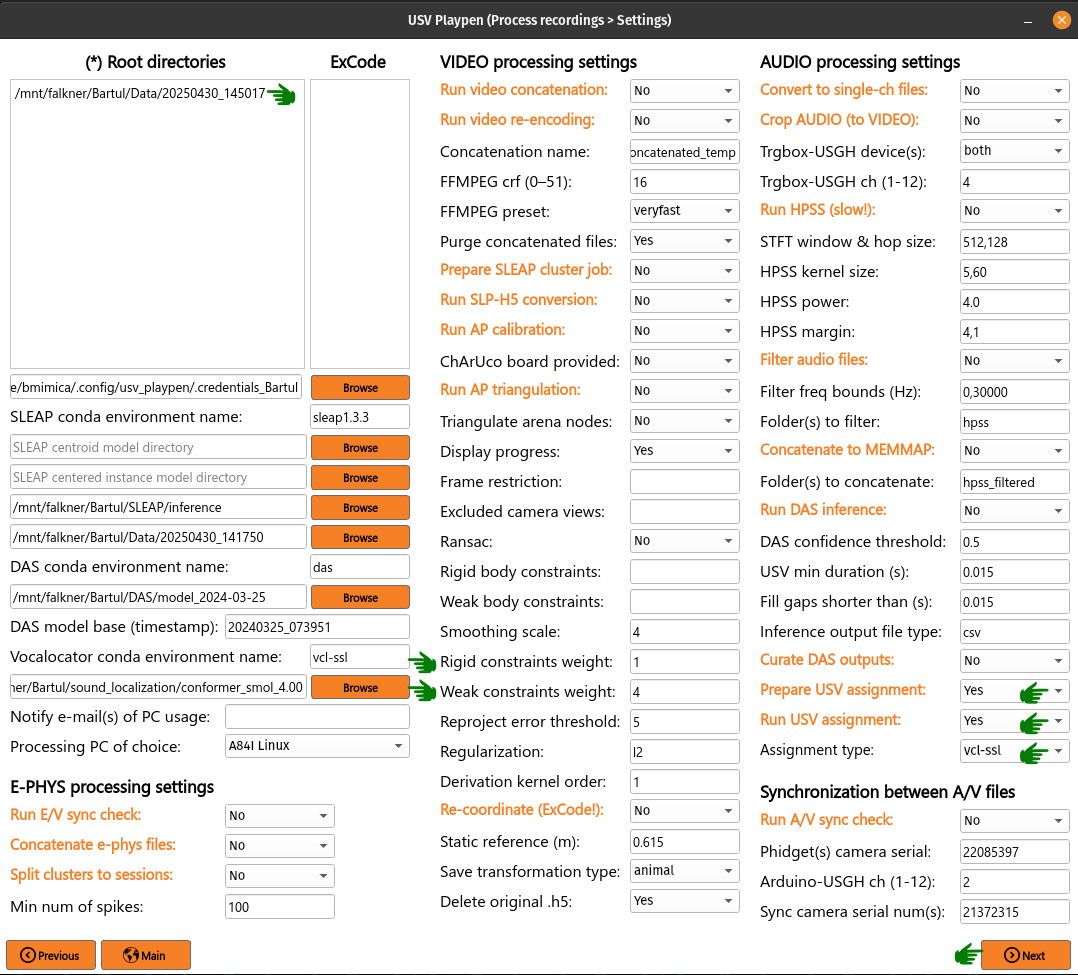 USV Playpen (Process recordings > Settings)
(*) Root directories
ExCode
/mnt/falkner/Bartul/Data/20250430_145017
e/bmimica/.config/usv_playpen/.credentials_Bartul
Browse
SLEAP conda environment name:
sleap1.3.3
SLEAP centroid model directory
Browse
SLEAP centered instance model directory
Browse
/mnt/falkner/Bartul/SLEAP/inference
Browse
/mnt/falkner/Bartul/Data/20250430_141750
Browse
DAS conda environment name:
das
/mnt/falkner/Bartul/DAS/model_2024-03-25
Browse
DAS model base (timestamp):
20240325_073951
Vocalocator conda environment name:
vcl-ssl
ner/Bartul/sound_localization/conformer_smol_4.00
Browse
Notify e-mail(s) of PC usage:
Processing PC of choice:
A84I Linux
E-PHYS processing settings
Run E/V sync check:
No
Concatenate e-phys files:
No
Split clusters to sessions:
No
Min num of spikes:
100
VIDEO processing settings
Run video concatenation:
No
Run video re-encoding:
No
Concatenation name:
oncatenated_temp
FFMPEG crf (0–51):
16
FFMPEG preset:
veryfast
Purge concatenated files:
Yes
Prepare SLEAP cluster job:
No
Run SLP-H5 conversion:
No
Run AP calibration:
No
ChArUco board provided:
No
Run AP triangulation:
No
Triangulate arena nodes:
No
Display progress:
Yes
Frame restriction:
Excluded camera views:
Ransac:
No
Rigid body constraints:
Weak body constraints:
Smoothing scale:
4
Rigid constraints weight:
1
Weak constraints weight:
4
Reproject error threshold:
5
Regularization:
l2
Derivation kernel order:
1
Re-coordinate (ExCode!):
No
Static reference (m):
0.615
Save transformation type:
animal
Delete original .h5:
Yes
AUDIO processing settings
Convert to single-ch files:
No
Crop AUDIO (to VIDEO):
No
Trgbox-USGH device(s):
both
Trgbox-USGH ch (1-12):
4
Run HPSS (slow!):
No
STFT window & hop size:
512,128
HPSS kernel size:
5,60
HPSS power:
4.0
HPSS margin:
4,1
Filter audio files:
No
Filter freq bounds (Hz):
0,30000
Folder(s) to filter:
hpss
Concatenate to MEMMAP:
No
Folder(s) to concatenate:
hpss_filtered
Run DAS inference:
No
DAS confidence threshold:
0.5
USV min duration (s):
0.015
Fill gaps shorter than (s):
0.015
Inference output file type:
csv
Curate DAS outputs:
No
Prepare USV assignment:
Yes
Run USV assignment:
Yes
Assignment type:
vcl-ssl
Synchronization between A/V files
Run A/V sync check:
No
Phidget(s) camera serial:
22085397
Arduino-USGH ch (1-12):
2
Sync camera serial num(s):
21372315
Previous
Main
Next